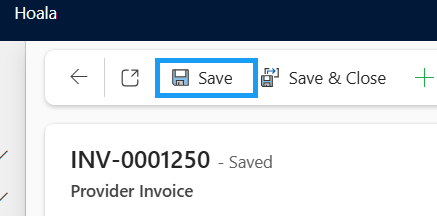 Hoala
Save Save & Close
INV-0001250 - Saved
Provider Invoice